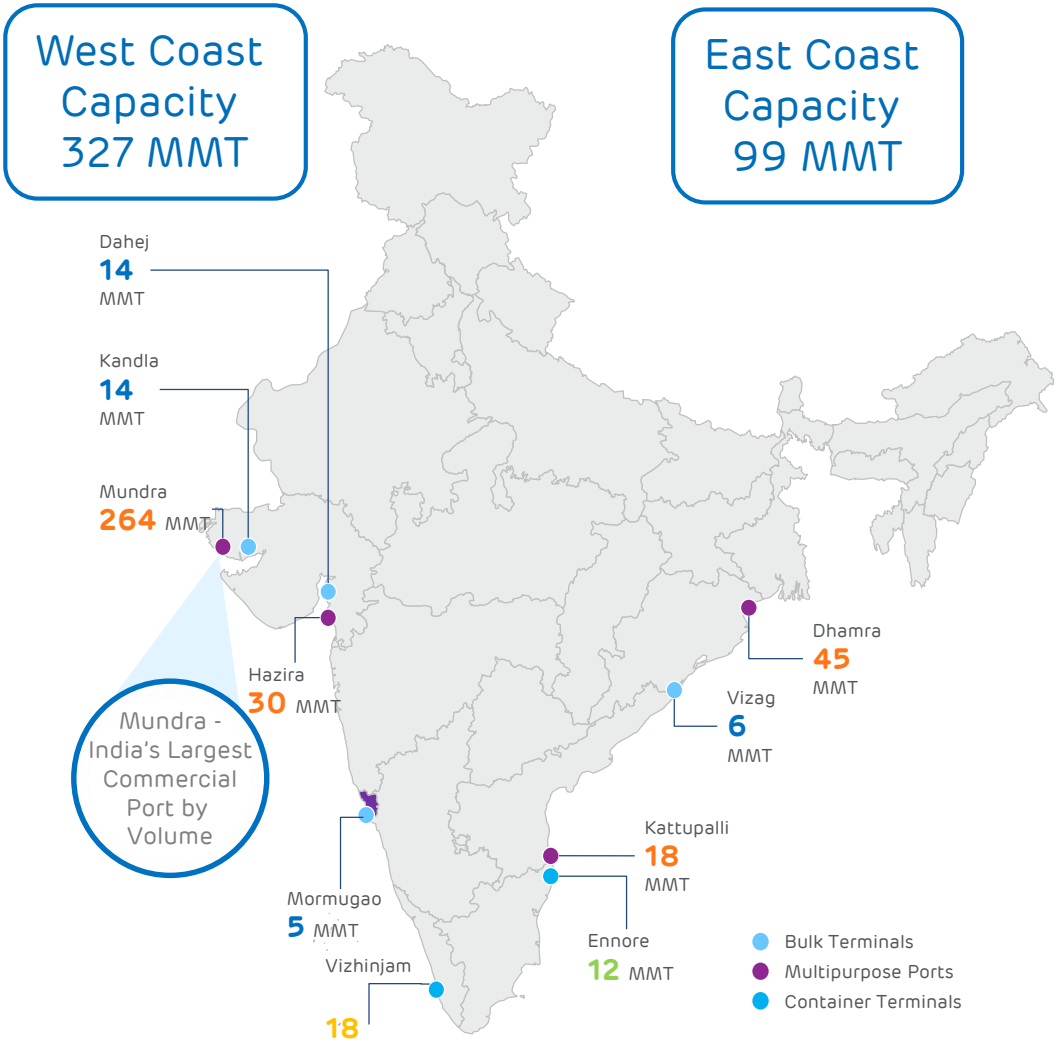 West Coast
Capacity
327 MMT
East Coast
Capacity
99 MMT
Dahej
14
MMT
Kandla
14
MMT
Mundra
264 MMT
Hazira
30 MMT
Mundra -
India's Largest
Commercial
Port by
Volume
Dhamra
45
MMT
Vizag
6
MMT
Kattupalli
18
MMT
Mormugao
5 MMT
Ennore
12 MMT
Vizhinjam
18
Bulk Terminals
Multipurpose Ports
Container Terminals